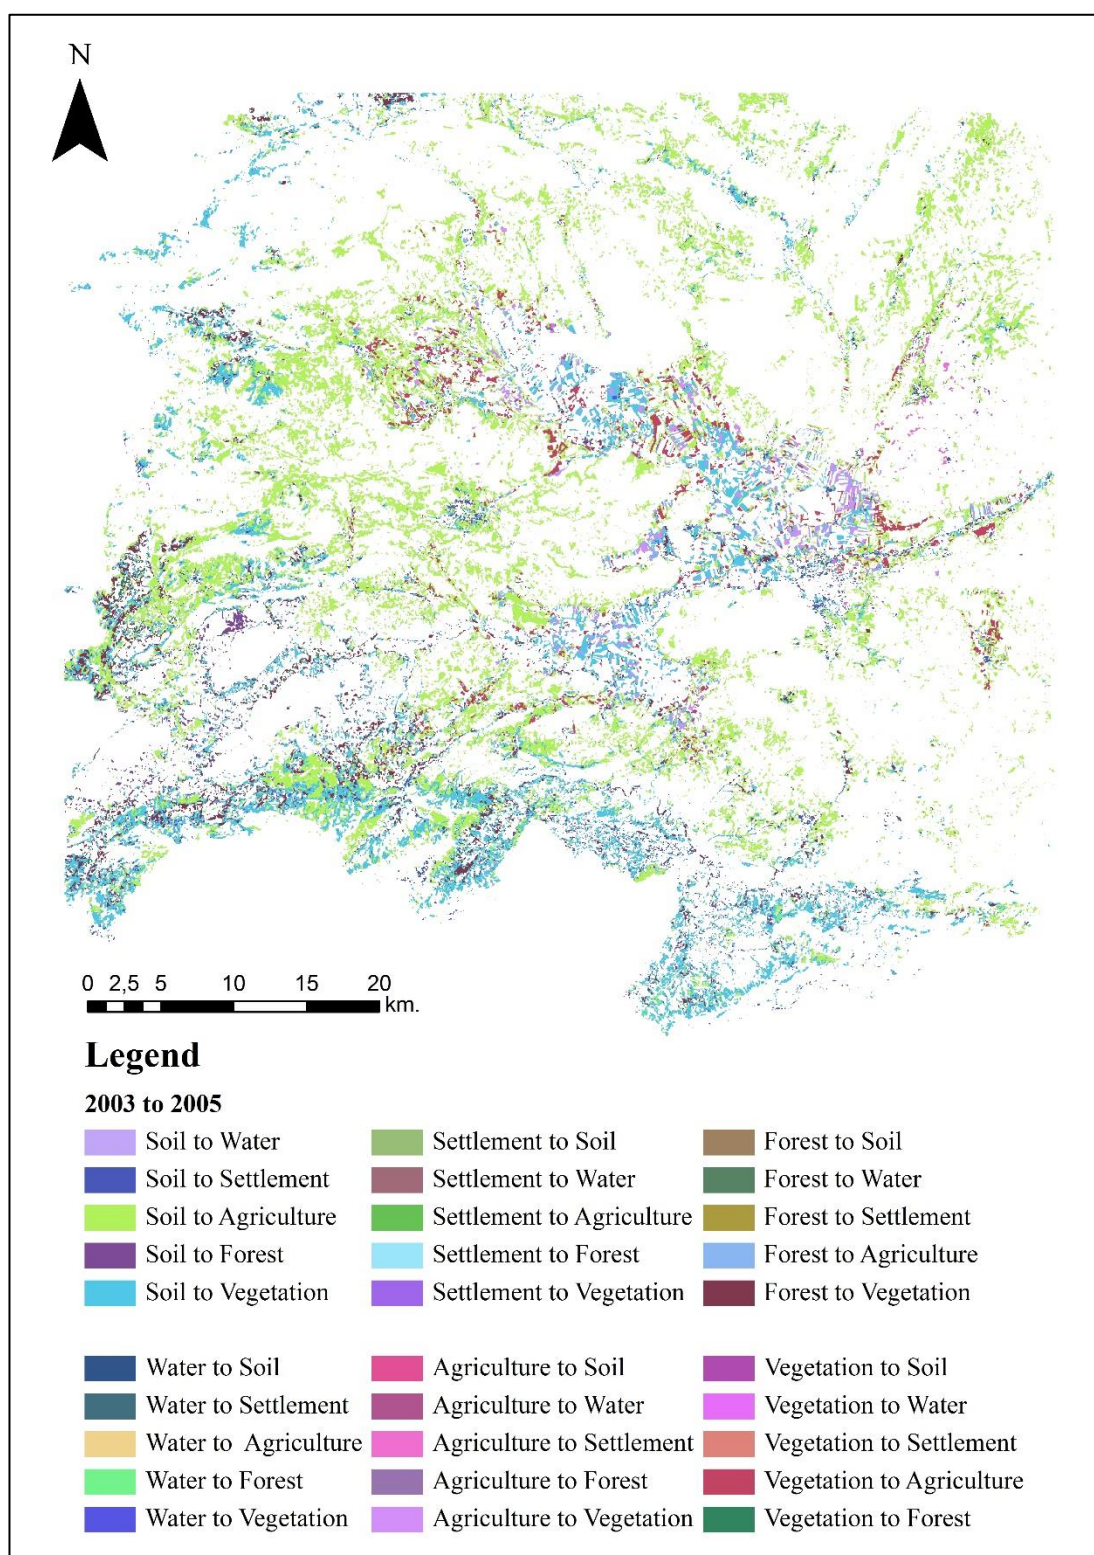 N
0 2,5 5 10 15 20
km.
Legend
2003 to 2005
Soil to Water
Soil to Settlement
Soil to Agriculture
Soil to Forest
Soil to Vegetation
Settlement to Soil
Settlement to Water
Settlement to Agriculture
Settlement to Forest
Settlement to Vegetation
Forest to Soil
Forest to Water
Forest to Settlement
Forest to Agriculture
Forest to Vegetation
Water to Soil
Water to Settlement
Water to Agriculture
Water to Forest
Water to Vegetation
Agriculture to Soil
Agriculture to Water
Agriculture to Settlement
Agriculture to Forest
Agriculture to Vegetation
Vegetation to Soil
Vegetation to Water
Vegetation to Settlement
Vegetation to Agriculture
Vegetation to Forest